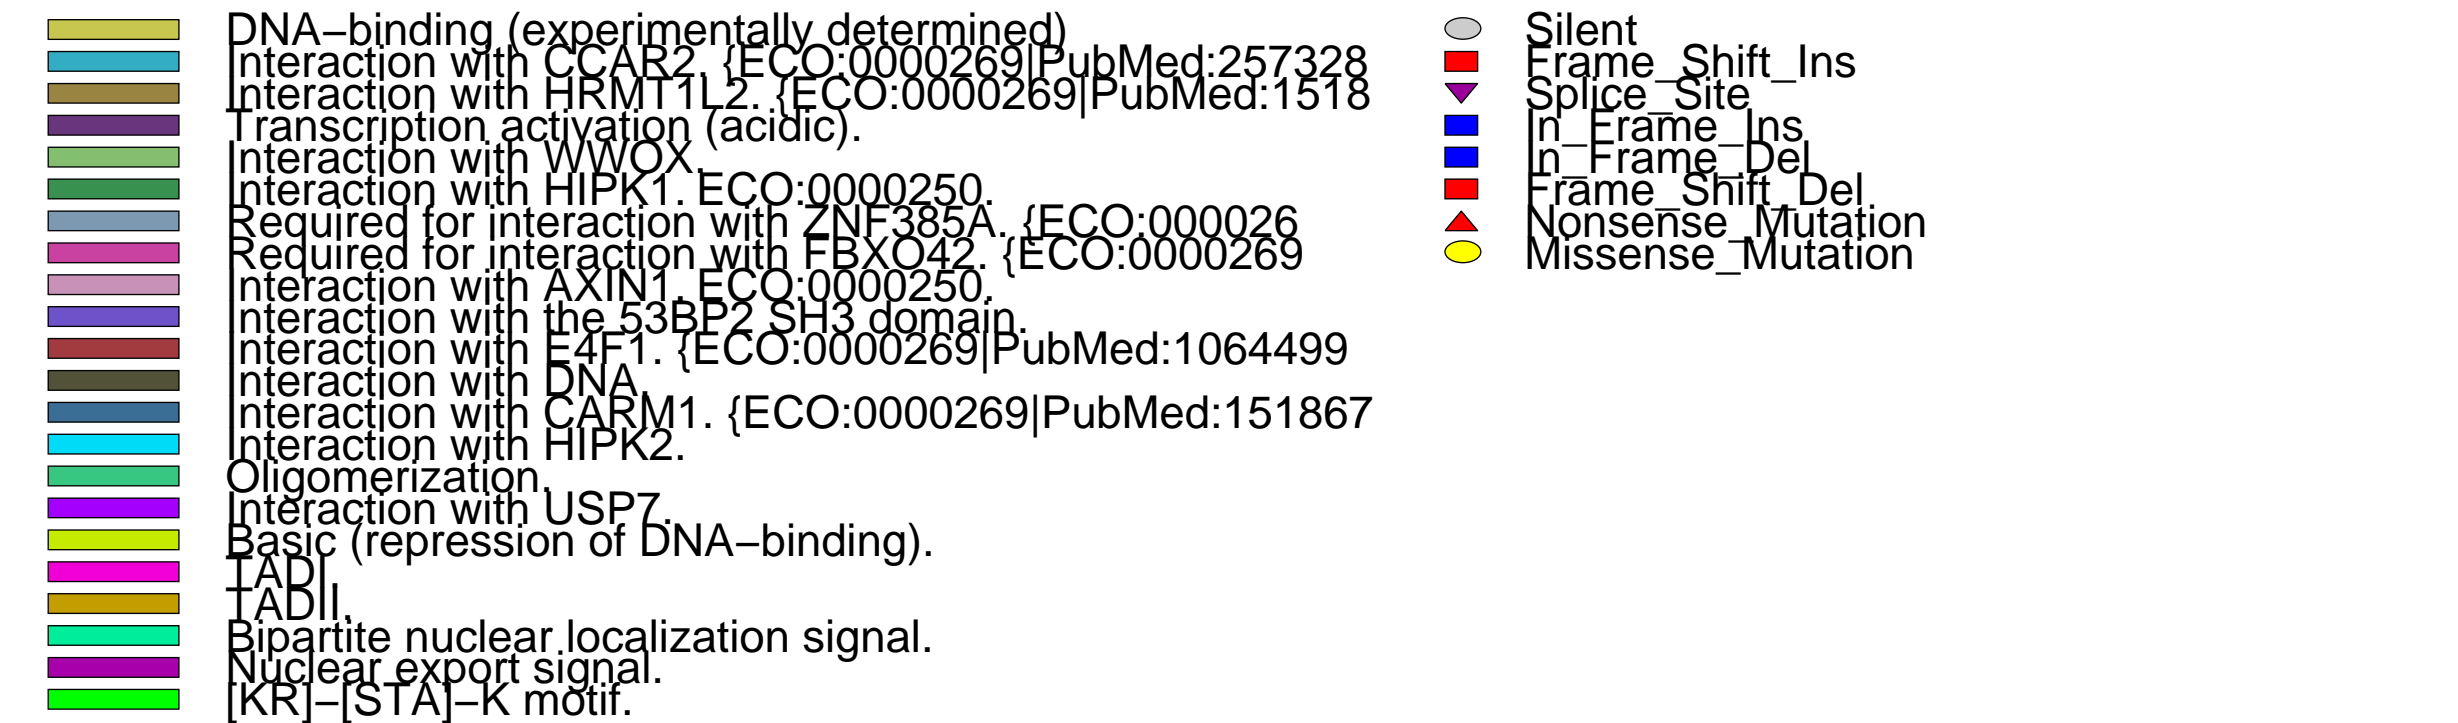 DNA–binding (experimentally determined)
Interaction with CCAR2. {ECO:0000269|PubMed:257328
Interaction with HRMT1L2. {ECO:0000269|PubMed:1518
Transcription activation (acidic).
Interaction with WWOX.
Interaction with HIPK1. ECO:0000250.
Required for interaction with ZNF385A. {ECO:000026
Required for interaction with FBXO42. {ECO:0000269
Interaction with AXIN1. ECO:0000250.
Interaction with the 53BP2 SH3 domain.
Interaction with E4F1. {ECO:0000269|PubMed:1064499
Interaction with DNA.
Interaction with CARM1. {ECO:0000269|PubMed:151867
Interaction with HIPK2.
Oligomerization.
Interaction with USP7.
Basic (repression of DNA–binding).
TADI.
TADII.
Bipartite nuclear localization signal.
Nuclear export signal.
[KR]–[STA]–K motif.
Silent
Frame_Shift_Ins
Splice_Site
In_Frame_Ins
In_Frame_Del
Frame_Shift_Del
Nonsense_Mutation
Missense_Mutation